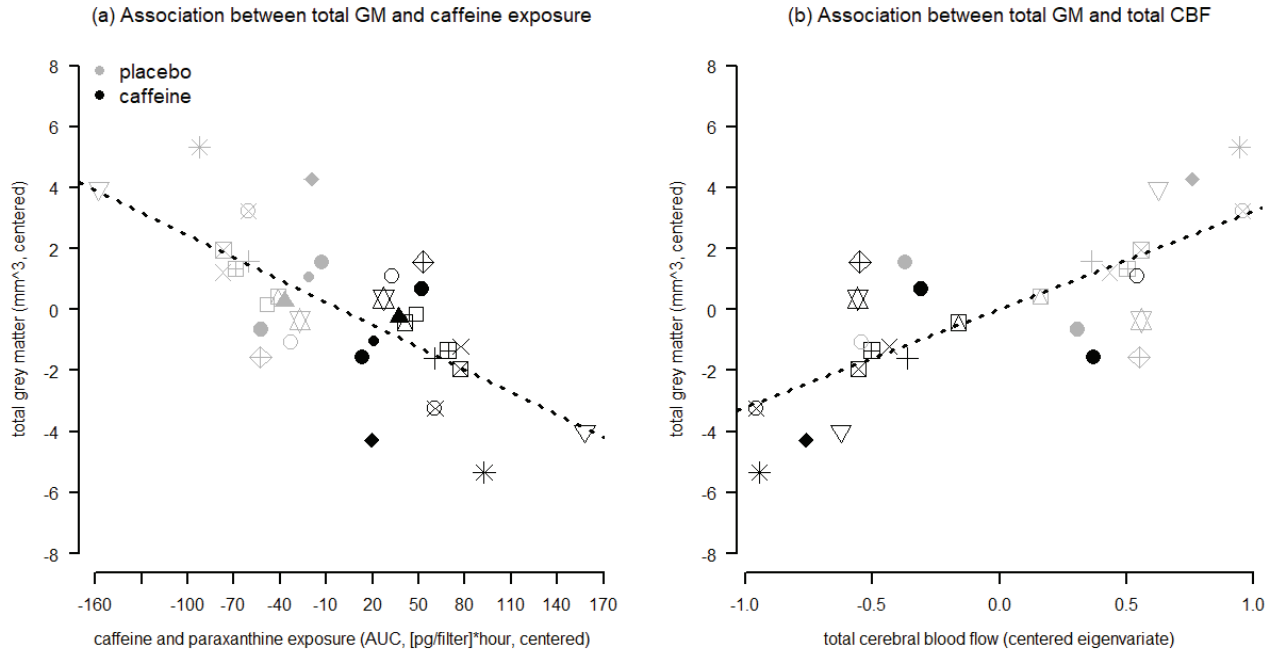 (a) Association between total GM and caffeine exposure
8
6
4
2
0
-2
-4
-6
-8
total grey matter (mm^3, centered)
placebo
caffeine
-160 -100 -70 -40 -10 20 50 80 110 140 170
caffeine and paraxanthine exposure (AUC, [pg/filter]*hour, centered)
(b) Association between total GM and total CBF
8
6
4
2
0
-2
-4
-6
-8
total grey matter (mm^3, centered)
-1.0 -0.5 0.0 0.5 1.0
total cerebral blood flow (centered eigenvariate)